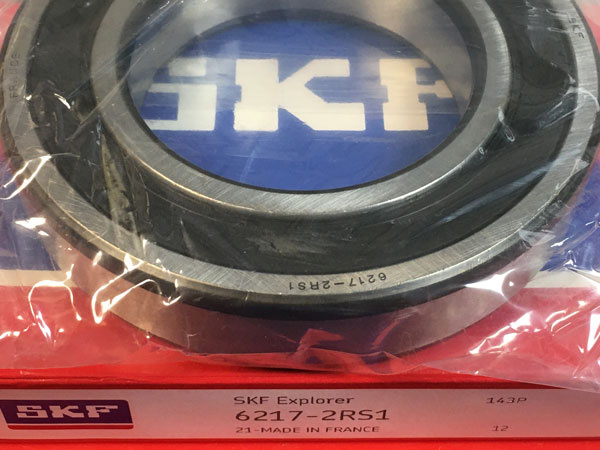 SKF
6217-2RS1
SKF
SKF Explorer
143P
6217-2RS1
21-MADE IN FRANCE
12